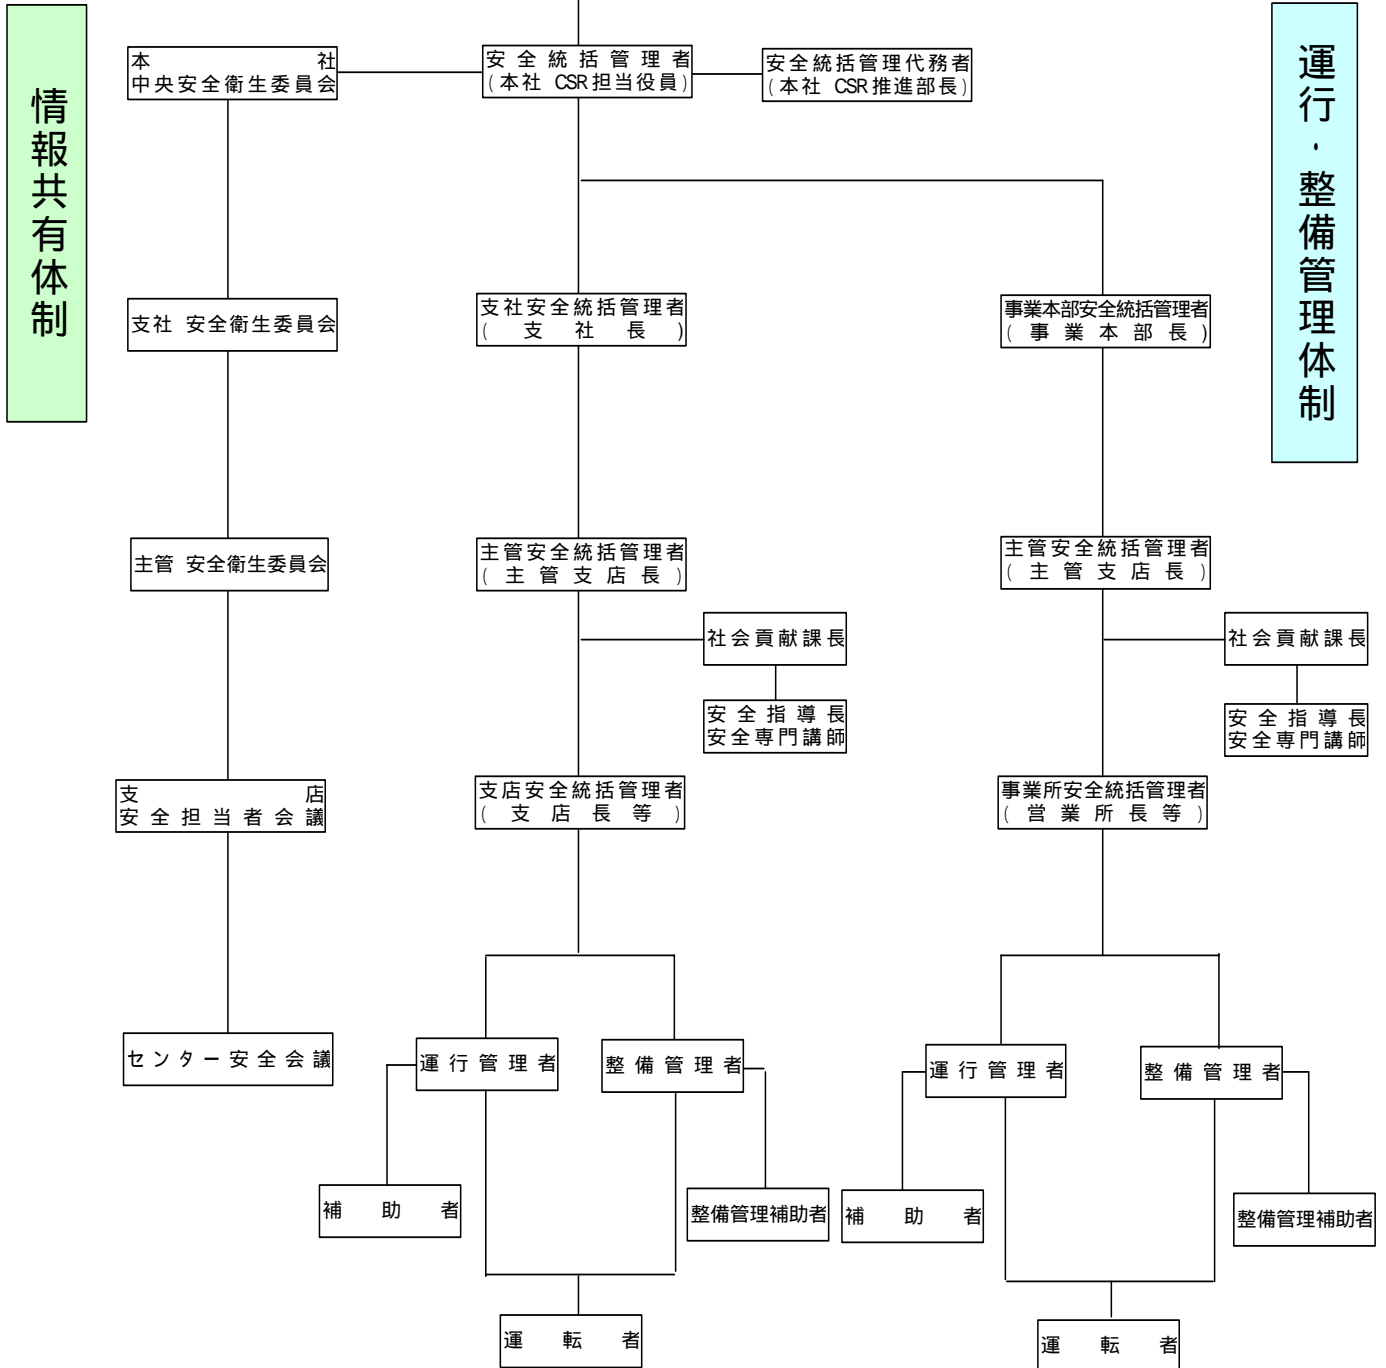 情報共有体制
運行・整備管理体制
本社
中央安全衛生委員会
安全統括管理者
(本社 CSR担当役員)
安全統括管理代務者
(本社 CSR推進部長)
支社 安全衛生委員会
支社安全統括管理者
(支社長)
事業本部安全統括管理者
(事業本部長)
主管 安全衛生委員会
主管安全統括管理者
(主管支店長)
主管安全統括管理者
(主管支店長)
社会貢献課長
社会貢献課長
安全指導長
安全専門講師
安全指導長
安全専門講師
支店
安全担当者会議
支店安全統括管理者
(支店長等)
事業所安全統括管理者
(営業所長等)
センター安全会議
運行管理者
整備管理者
運行管理者
整備管理者
補助者
整備管理補助者
補助者
整備管理補助者
運転者
運転者